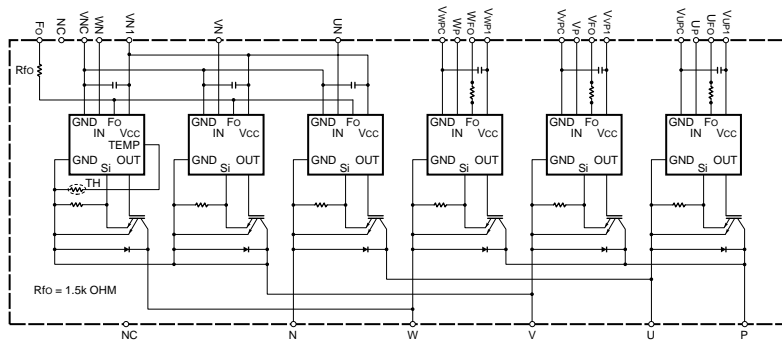 FO NC VNC WN VN1 VN UN VWPC WP WFO VWP1 VVPC VP VFO VVP1 VUPC UP UFO VUP1
RfO
GND FO IN VCC TEMP GND OUT Si
GND FO IN VCC GND OUT Si
GND FO IN VCC GND OUT Si
GND FO IN VCC GND OUT Si
GND FO IN VCC GND OUT Si
GND FO IN VCC GND OUT Si
TH
RfO = 1.5k OHM
NC N W V U P